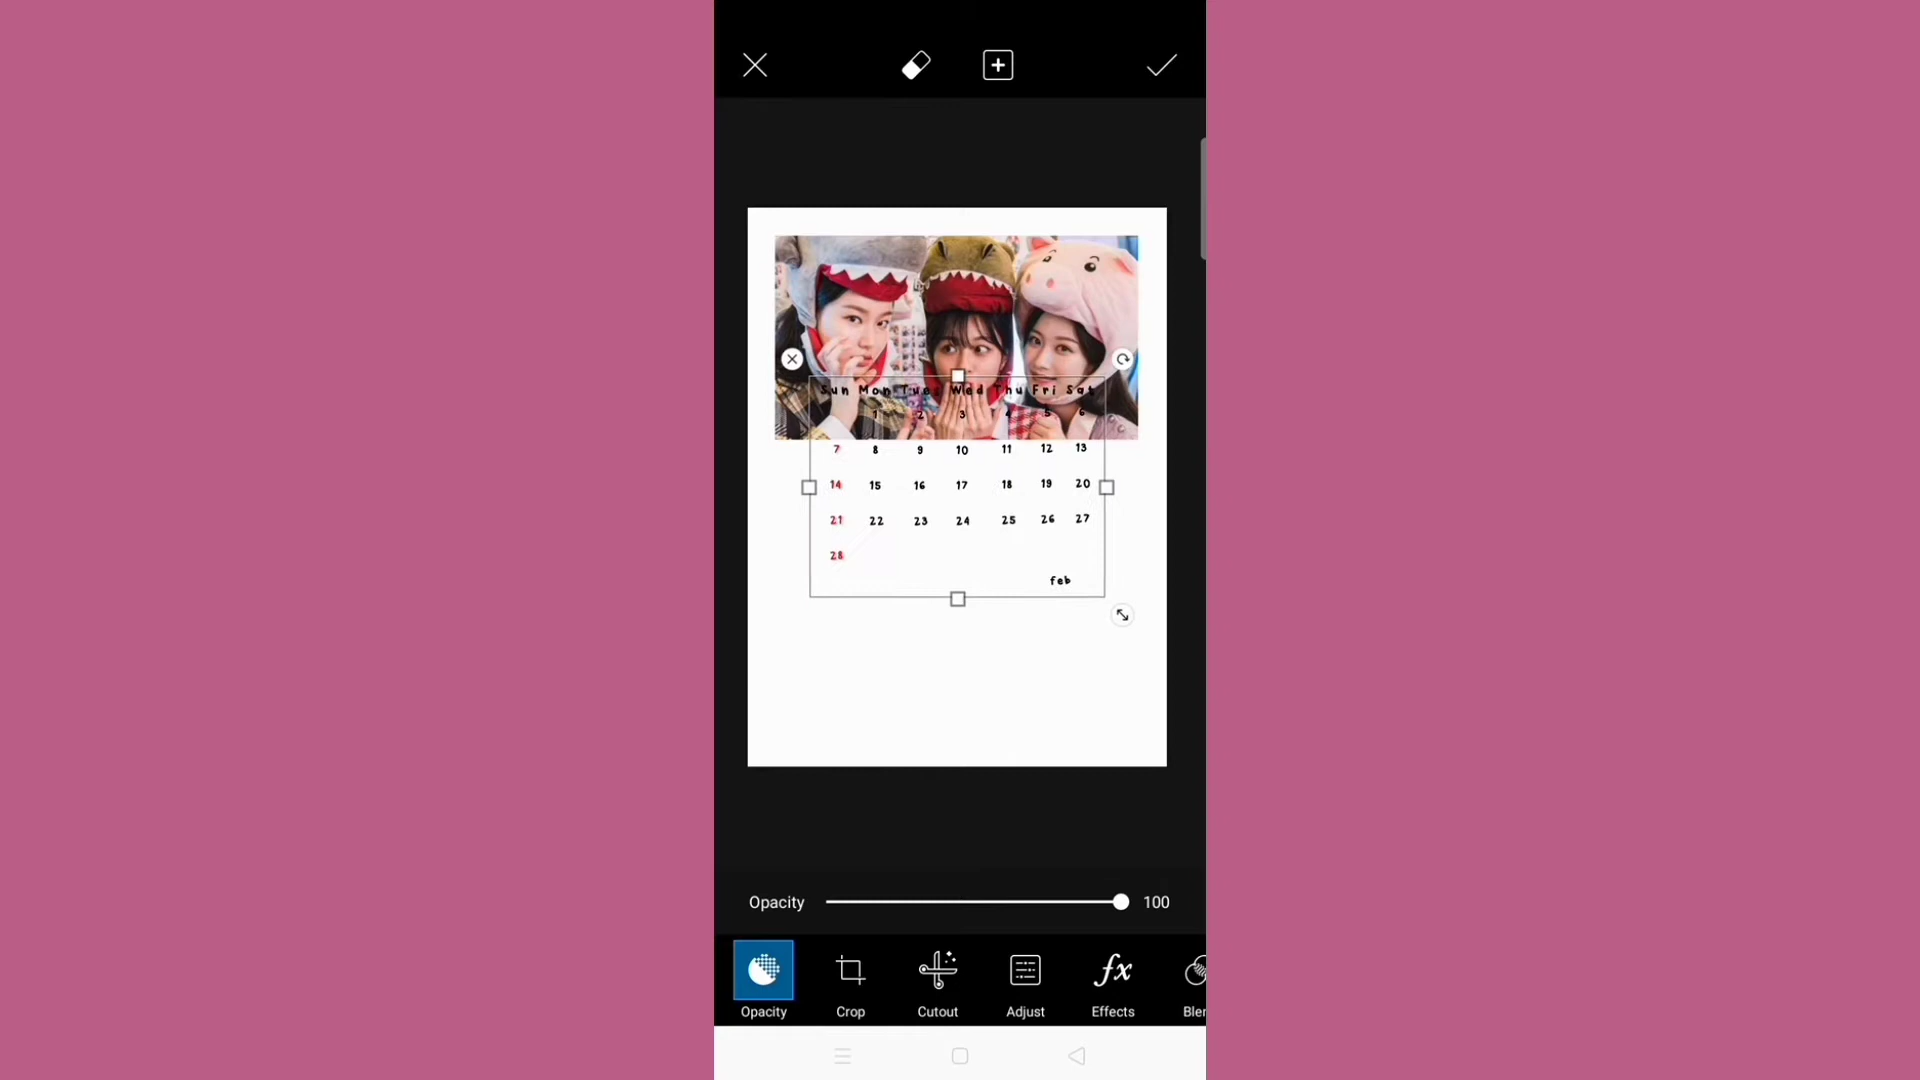 Sun Mon Tues Wed Thu Fri Sat
1 2 3 4 5 6
7 8 9 10 11 12 13
14 15 16 17 18 19 20
21 22 23 24 25 26 27
28
feb
Opacity 100
Opacity Crop Cutout Adjust Effects Blen